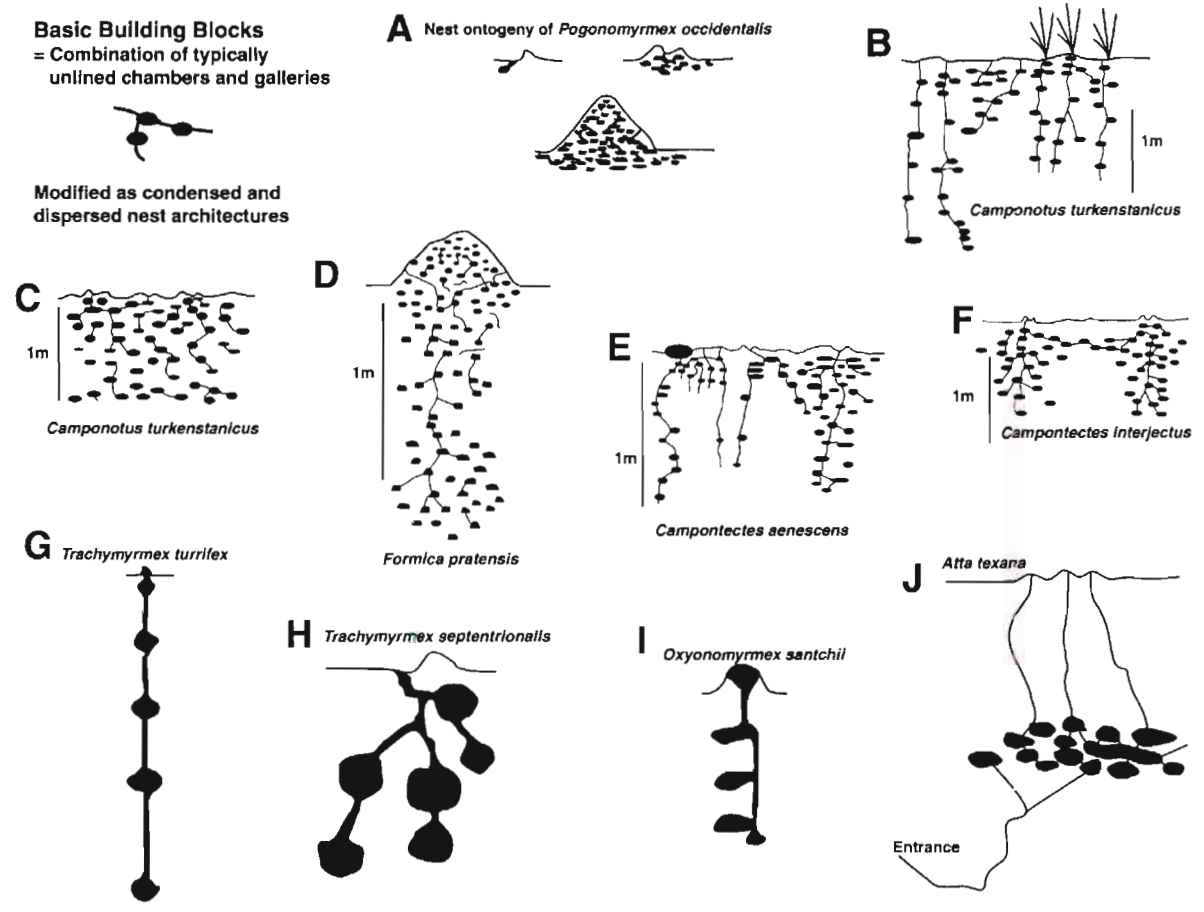 Basic Building Blocks
= Combination of typically
unlined chambers and galleries
Modified as condensed and
dispersed nest architectures
A Nest ontogeny of Pogonomyrmex occidentalis
B
1m
Camponotus turkenstanicus
C
1m
Camponotus turkenstanicus
D
1m
Formica pratensis
E
1m
Campontectes aenescens
F
1m
Campontectes interjectus
G Trachymyrmex turrifex
H Trachymyrmex septentrionalis
I Oxyonomyrmex santchii
J Atta texana
Entrance